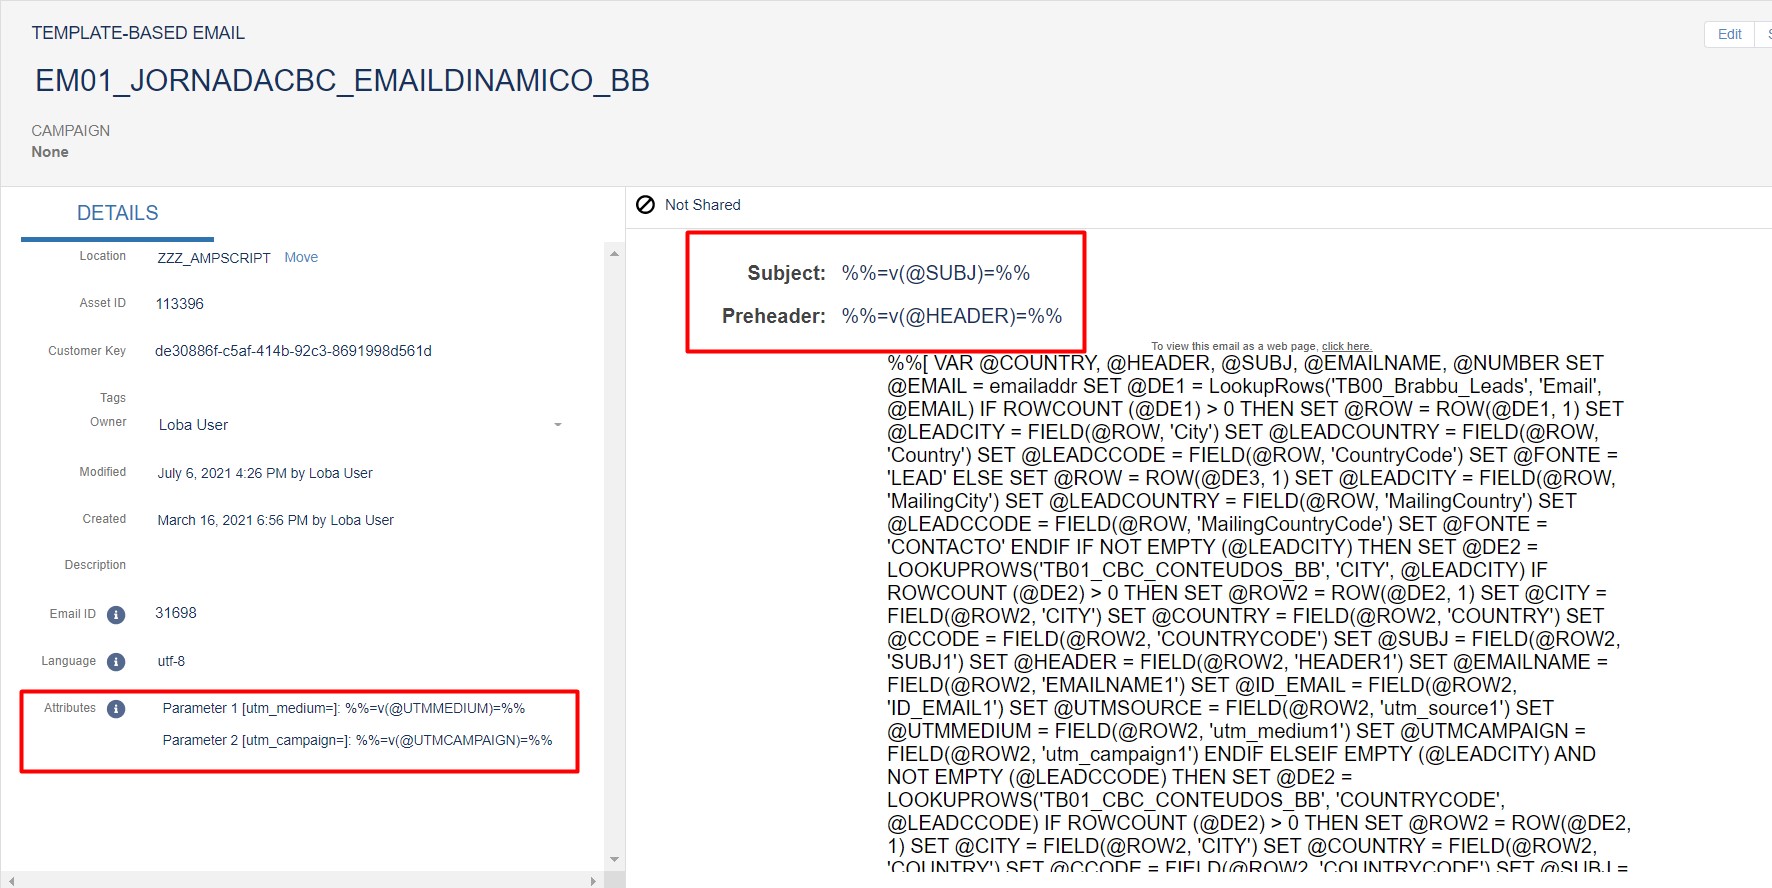 TEMPLATE-BASED EMAIL
Edit
EM01_JORNADACBC_EMAILDINAMICO_BB
CAMPAIGN
None
DETAILS
Location ZZZ_AMPSCRIPT Move
Asset ID 113396
Customer Key de30886f-c5af-414b-92c3-8691998d561d
Tags
Owner Loba User
Modified July 6, 2021 4:26 PM by Loba User
Created March 16, 2021 6:56 PM by Loba User
Description
Email ID 31698
Language utf-8
Attributes Parameter 1 [utm_medium=]: %%=v(@UTMMEDIUM)=%%
Parameter 2 [utm_campaign=]: %%=v(@UTMCAMPAIGN)=%%
Not Shared
Subject: %%=v(@SUBJ)=%%
Preheader: %%=v(@HEADER)=%%
To view this email as a web page, click here.
%%[ VAR @COUNTRY, @HEADER, @SUBJ, @EMAILNAME, @NUMBER SET
@EMAIL = emailaddr SET @DE1 = LookupRows('TB00_Brabbu_Leads', 'Email',
@EMAIL) IF ROWCOUNT (@DE1) > 0 THEN SET @ROW = ROW(@DE1, 1) SET
@LEADCITY = FIELD(@ROW, 'City') SET @LEADCOUNTRY = FIELD(@ROW,
'Country') SET @LEADCCODE = FIELD(@ROW, 'CountryCode') SET @FONTE =
'LEAD' ELSE SET @ROW = ROW(@DE3, 1) SET @LEADCITY = FIELD(@ROW,
'MailingCity') SET @LEADCOUNTRY = FIELD(@ROW, 'MailingCountry') SET
@LEADCCODE = FIELD(@ROW, 'MailingCountryCode') SET @FONTE =
'CONTACTO' ENDIF IF NOT EMPTY (@LEADCITY) THEN SET @DE2 =
LOOKUPROWS('TB01_CBC_CONTEUDOS_BB', 'CITY', @LEADCITY) IF
ROWCOUNT (@DE2) > 0 THEN SET @ROW2 = ROW(@DE2, 1) SET @CITY =
FIELD(@ROW2, 'CITY') SET @COUNTRY = FIELD(@ROW2, 'COUNTRY') SET
@CCODE = FIELD(@ROW2, 'COUNTRYCODE') SET @SUBJ = FIELD(@ROW2,
'SUBJ1') SET @HEADER = FIELD(@ROW2, 'HEADER1') SET @EMAILNAME =
FIELD(@ROW2, 'EMAILNAME1') SET @ID_EMAIL = FIELD(@ROW2,
'ID_EMAIL1') SET @UTMSOURCE = FIELD(@ROW2, 'utm_source1') SET
@UTMMEDIUM = FIELD(@ROW2, 'utm_medium1') SET @UTMCAMPAIGN =
FIELD(@ROW2, 'utm_campaign1') ENDIF ELSEIF EMPTY (@LEADCITY) AND
NOT EMPTY (@LEADCCODE) THEN SET @DE2 =
LOOKUPROWS('TB01_CBC_CONTEUDOS_BB', 'COUNTRYCODE',
@LEADCCODE) IF ROWCOUNT (@DE2) > 0 THEN SET @ROW2 = ROW(@DE2,
1) SET @CITY = FIELD(@ROW2, 'CITY') SET @COUNTRY = FIELD(@ROW2,
'COUNTRY') SET @CCODE = FIELD(@ROW2, 'COUNTRYCODE') SET @SUBJ =